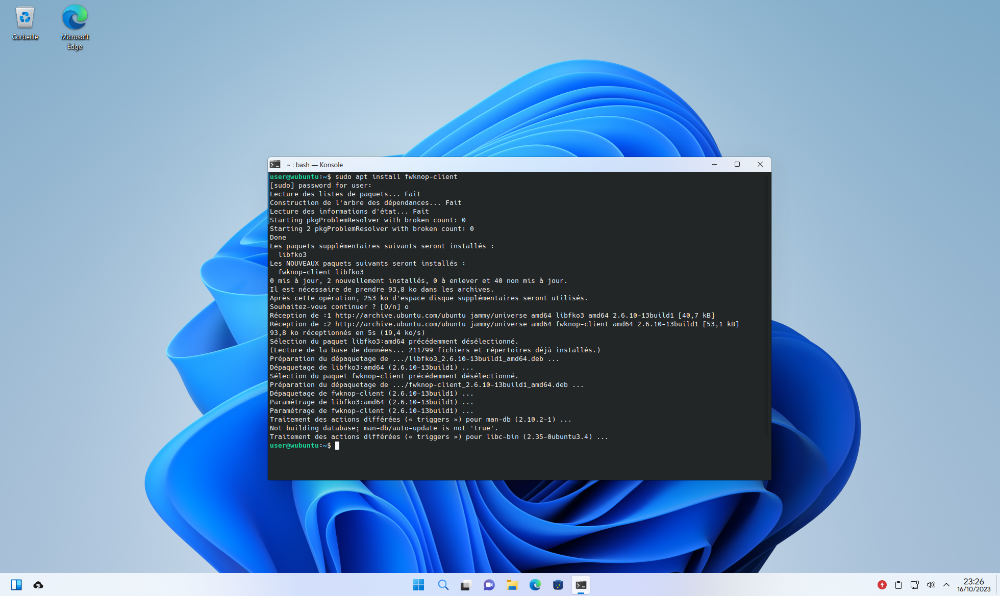 Corbeille
Microsoft
Edge
~ : bash — Konsole
user@wubuntu:~$ sudo apt install fwknop-client
[sudo] password for user:
Lecture des listes de paquets... Fait
Construction de l'arbre des dépendances... Fait
Lecture des informations d'état... Fait
Starting pkgProblemResolver with broken count: 0
Starting 2 pkgProblemResolver with broken count: 0
Done
Les paquets supplémentaires suivants seront installés :
  libfko3
Les NOUVEAUX paquets suivants seront installés :
  fwknop-client libfko3
0 mis à jour, 2 nouvellement installés, 0 à enlever et 40 non mis à jour.
Il est nécessaire de prendre 93,8 ko dans les archives.
Après cette opération, 253 ko d'espace disque supplémentaires seront utilisés.
Souhaitez-vous continuer ? [O/n] o
Réception de :1 http://archive.ubuntu.com/ubuntu jammy/universe amd64 libfko3 amd64 2.6.10-13build1 [40,7 kB]
Réception de :2 http://archive.ubuntu.com/ubuntu jammy/universe amd64 fwknop-client amd64 2.6.10-13build1 [53,1 kB]
93,8 ko réceptionnés en 5s (19,4 ko/s)
Sélection du paquet libfko3:amd64 précédemment désélectionné.
(Lecture de la base de données... 211799 fichiers et répertoires déjà installés.)
Préparation du dépaquetage de .../libfko3_2.6.10-13build1_amd64.deb ...
Dépaquetage de libfko3:amd64 (2.6.10-13build1) ...
Sélection du paquet fwknop-client précédemment désélectionné.
Préparation du dépaquetage de .../fwknop-client_2.6.10-13build1_amd64.deb ...
Dépaquetage de fwknop-client (2.6.10-13build1) ...
Paramétrage de libfko3:amd64 (2.6.10-13build1) ...
Paramétrage de fwknop-client (2.6.10-13build1) ...
Traitement des actions différées (« triggers ») pour man-db (2.10.2-1) ...
Not building database; man-db/auto-update is not 'true'.
Traitement des actions différées (« triggers ») pour libc-bin (2.35-0ubuntu3.4) ...
user@wubuntu:~$
23:26
16/10/2023